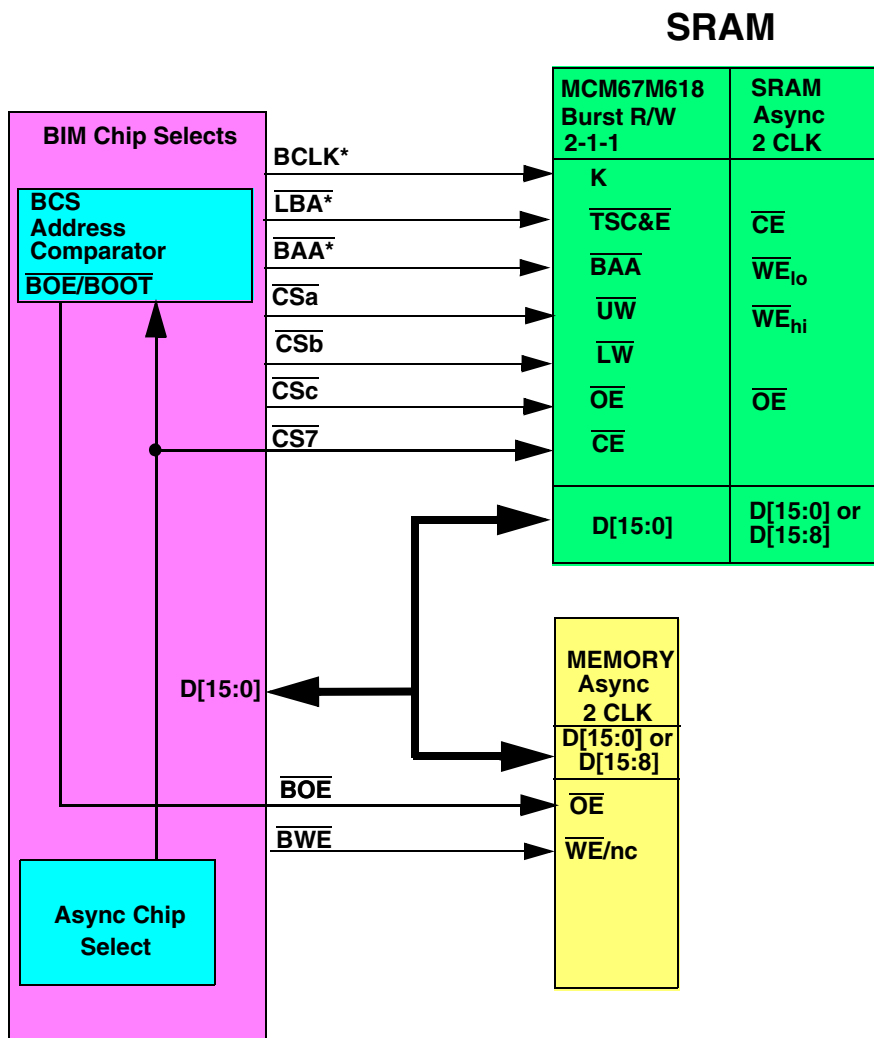 SRAM
MCM67M618
Burst R/W
2-1-1
SRAM
Async
2 CLK
BIM Chip Selects
BCS
Address
Comparator
BOE/BOOT
BCLK*
LBA*
BAA*
CSa
CSb
CSc
CS7
K
TSC&E
CE
BAA
WElo
UW
WEhi
LW
OE
OE
CE
D[15:0]
D[15:0] or
D[15:8]
D[15:0]
MEMORY
Async
2 CLK
D[15:0] or
D[15:8]
BOE
OE
BWE
WE/nc
Async Chip
Select